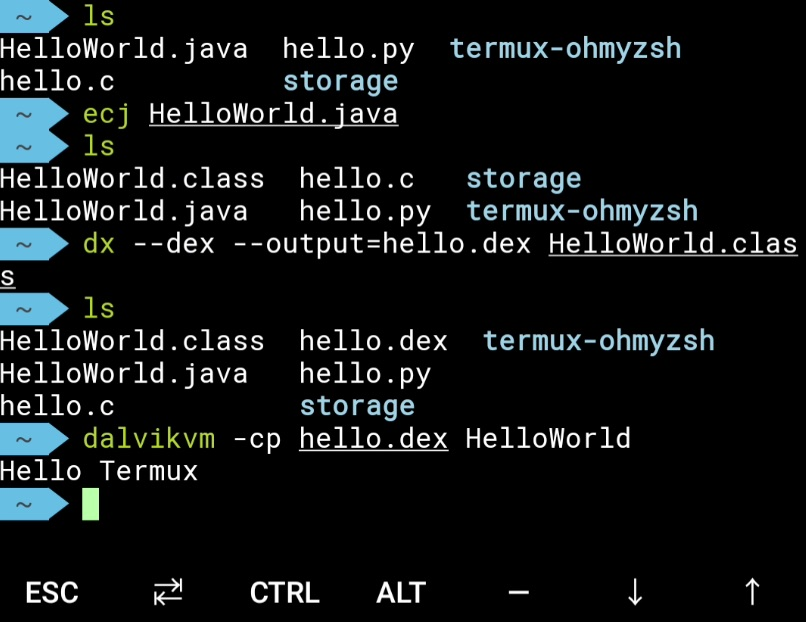 ~ ls
HelloWorld.java  hello.py  termux-ohmyzsh
hello.c          storage
~ ecj HelloWorld.java
~ ls
HelloWorld.class  hello.c   storage
HelloWorld.java   hello.py  termux-ohmyzsh
~ dx --dex --output=hello.dex HelloWorld.clas
s
~ ls
HelloWorld.class  hello.dex  termux-ohmyzsh
HelloWorld.java   hello.py
hello.c           storage
~ dalvikvm -cp hello.dex HelloWorld
Hello Termux
~
ESC ⇄ CTRL ALT – ↓ ↑